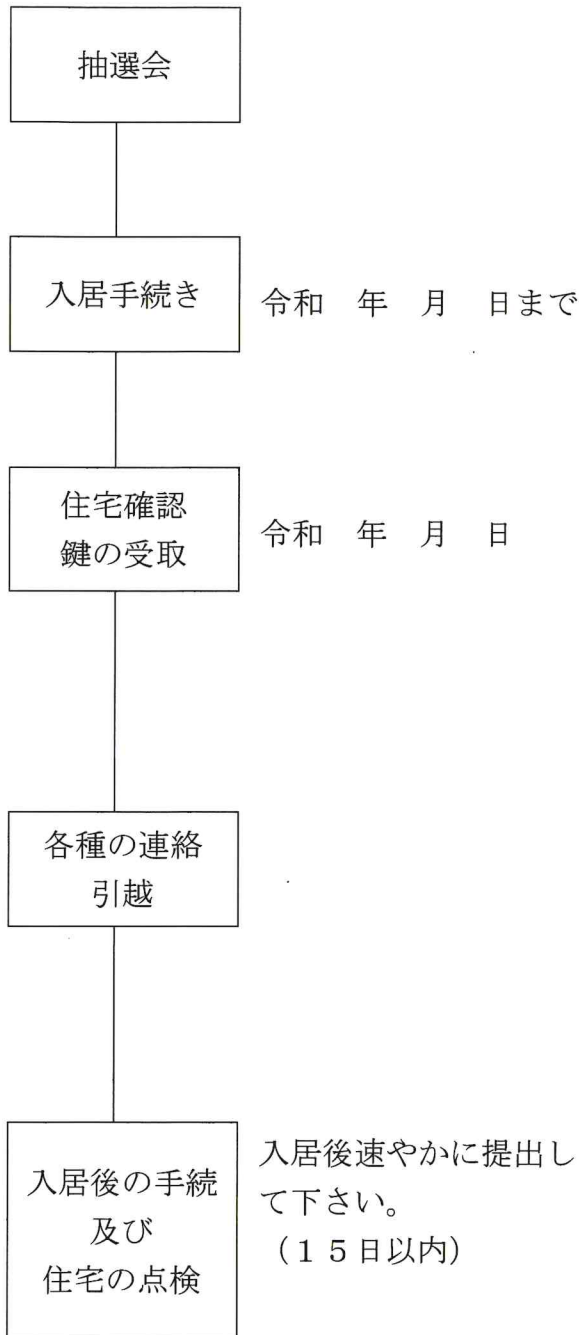 抽選会
入居手続き
令和　年　月　日まで
住宅確認
鍵の受取
令和　年　月　日
各種の連絡
引越
入居後の手続
及び
住宅の点検
入居後速やかに提出し
て下さい。
（１５日以内）